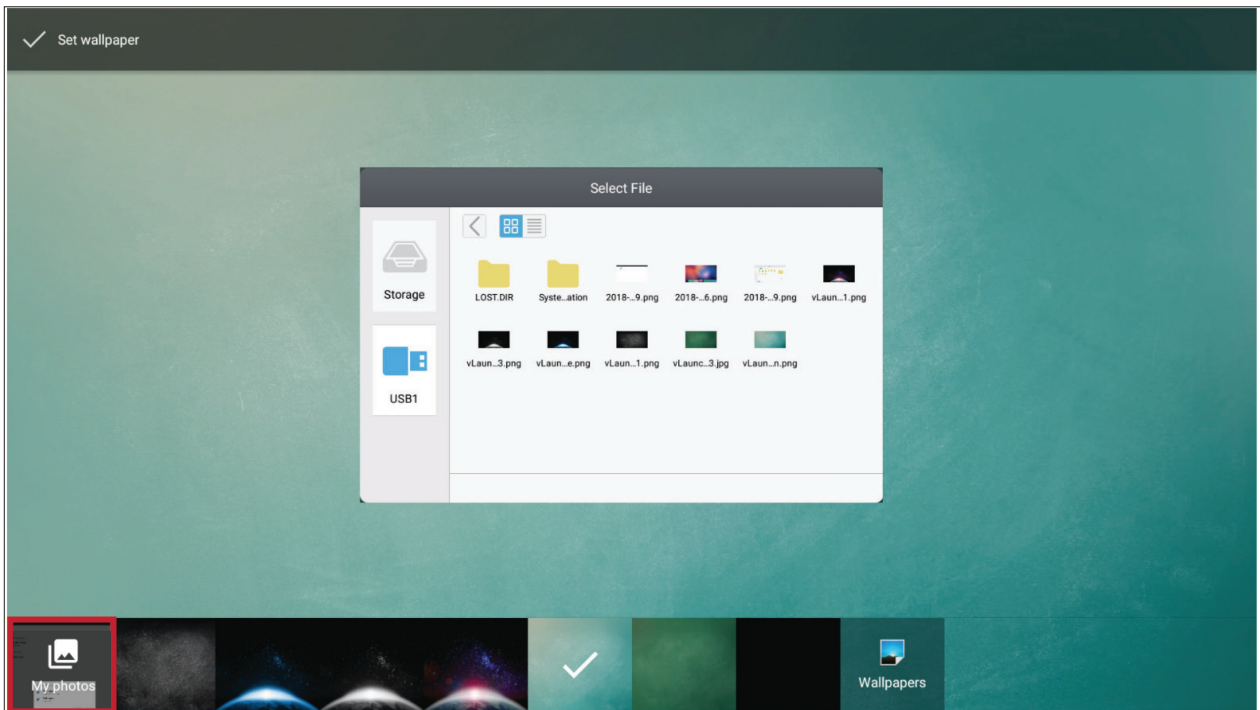 Set wallpaper
Select File
Storage
USB1
LOST.DIR
Syste...ation
2018-...9.png
2018-...6.png
2018-...9.png
vLaun...1.png
vLaun...3.png
vLaun...e.png
vLaun...1.png
vLaunc...3.jpg
vLaun...n.png
My photos
Wallpapers